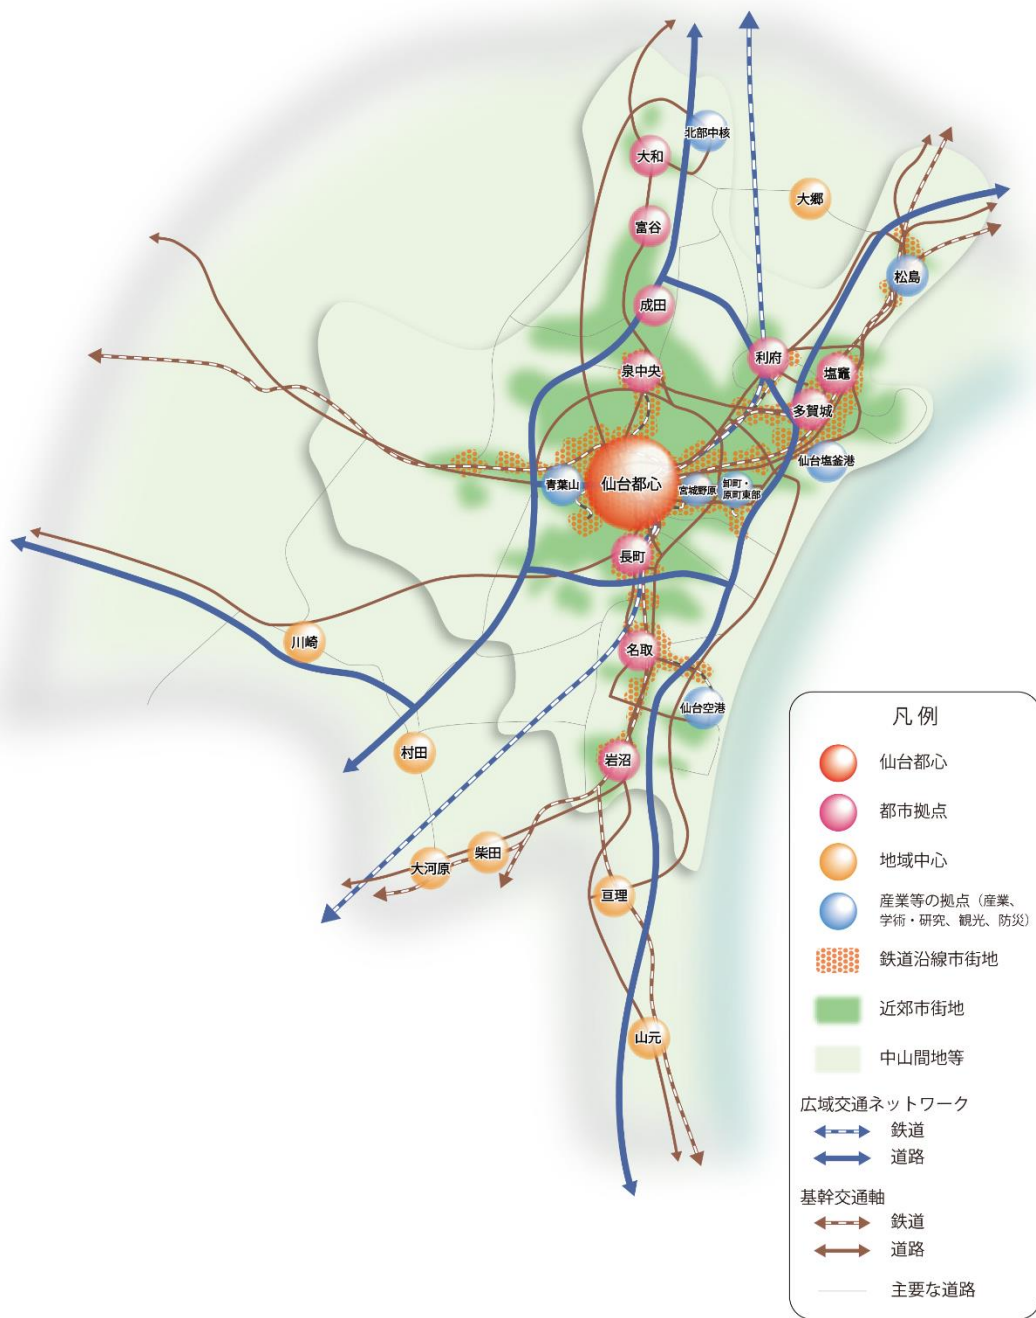 北部中核
大和
大郷
富谷
松島
成田
利府
泉中央
塩竈
多賀城
仙台塩釜港
青葉山
仙台都心
宮城野原
卸町・
原町東部
長町
川崎
名取
仙台空港
村田
岩沼
柴田
大河原
亘理
山元
凡例
仙台都心
都市拠点
地域中心
産業等の拠点（産業、
学術・研究、観光、防災）
鉄道沿線市街地
近郊市街地
中山間地等
広域交通ネットワーク
鉄道
道路
基幹交通軸
鉄道
道路
主要な道路